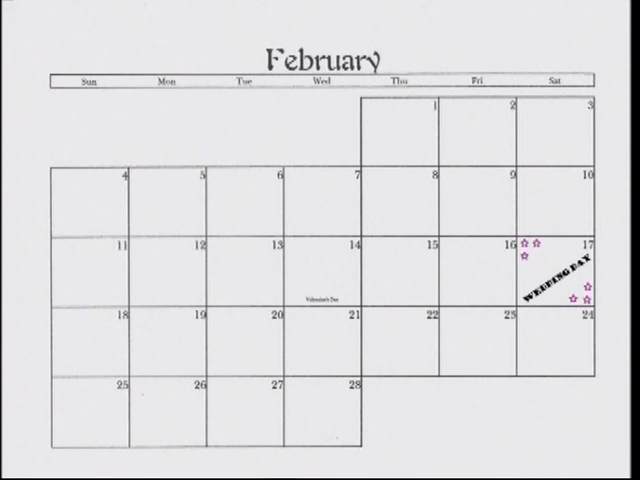 February
Sun Mon Tue Wed Thu Fri Sat
1 2 3
4 5 6 7 8 9 10
11 12 13 14 15 16 17
Valentine's Day
WEDDING DAY
18 19 20 21 22 23 24
25 26 27 28